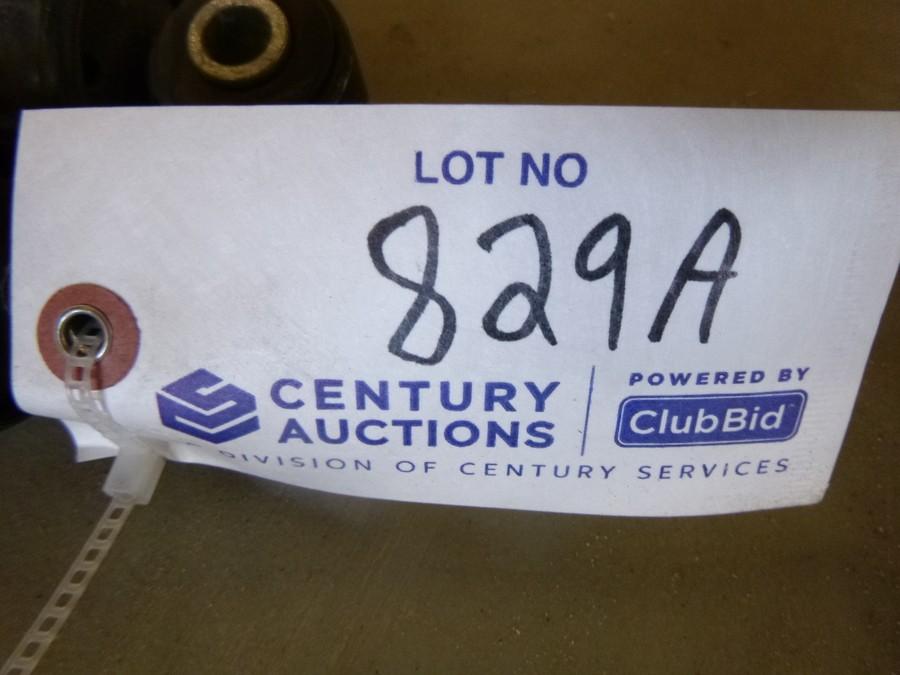 LOT NO
829A
CENTURY
AUCTIONS
POWERED BY
ClubBid
DIVISION OF CENTURY SERVICES